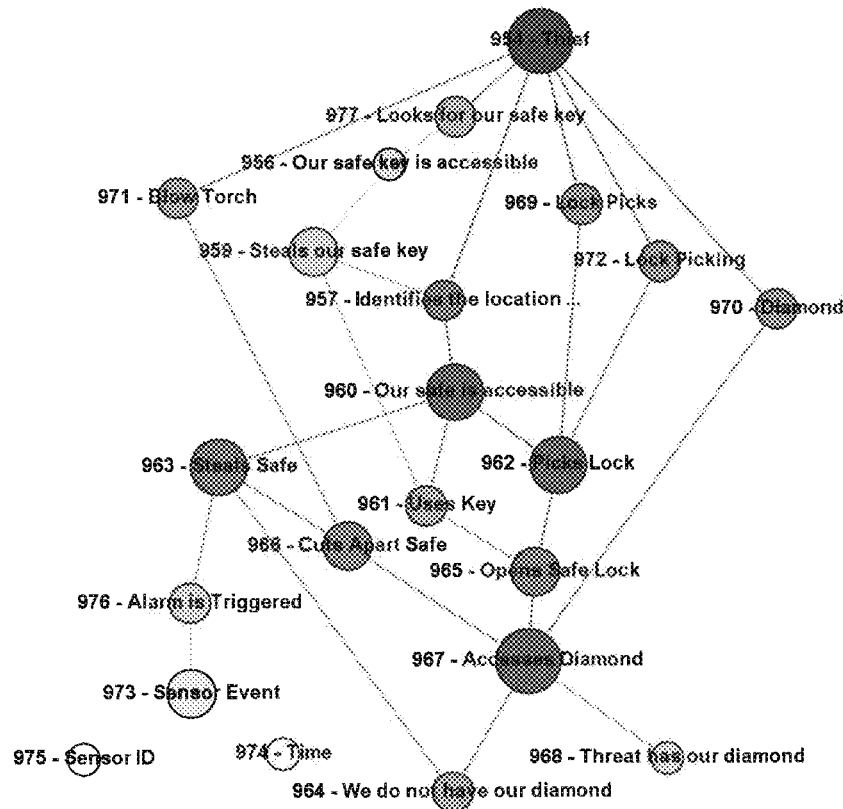 954 - Thief
977 - Looks for our safe key
956 - Our safe key is accessible
971 - Blow Torch
969 - Lock Picks
959 - Steals our safe key
972 - Lock Picking
957 - Identifies the location ...
970 - Diamond
960 - Our safe is accessible
963 - Steals Safe
962 - Picks Lock
961 - Uses Key
966 - Cuts Apart Safe
965 - Opens Safe Lock
976 - Alarm is Triggered
967 - Accesses Diamond
973 - Sensor Event
975 - Sensor ID
974 - Time
968 - Threat has our diamond
964 - We do not have our diamond